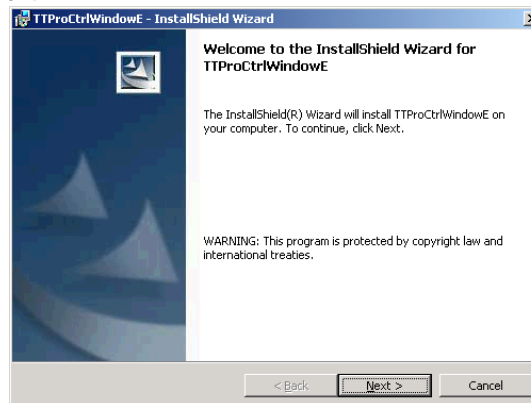 TTProCtrlWindowE - InstallShield Wizard
Welcome to the InstallShield Wizard for
TTProCtrlWindowE
The InstallShield(R) Wizard will install TTProCtrlWindowE on
your computer. To continue, click Next.
WARNING: This program is protected by copyright law and
international treaties.
< Back Next > Cancel